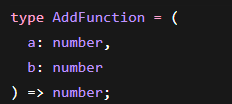 type AddFunction = (
  a: number,
  b: number
) => number;